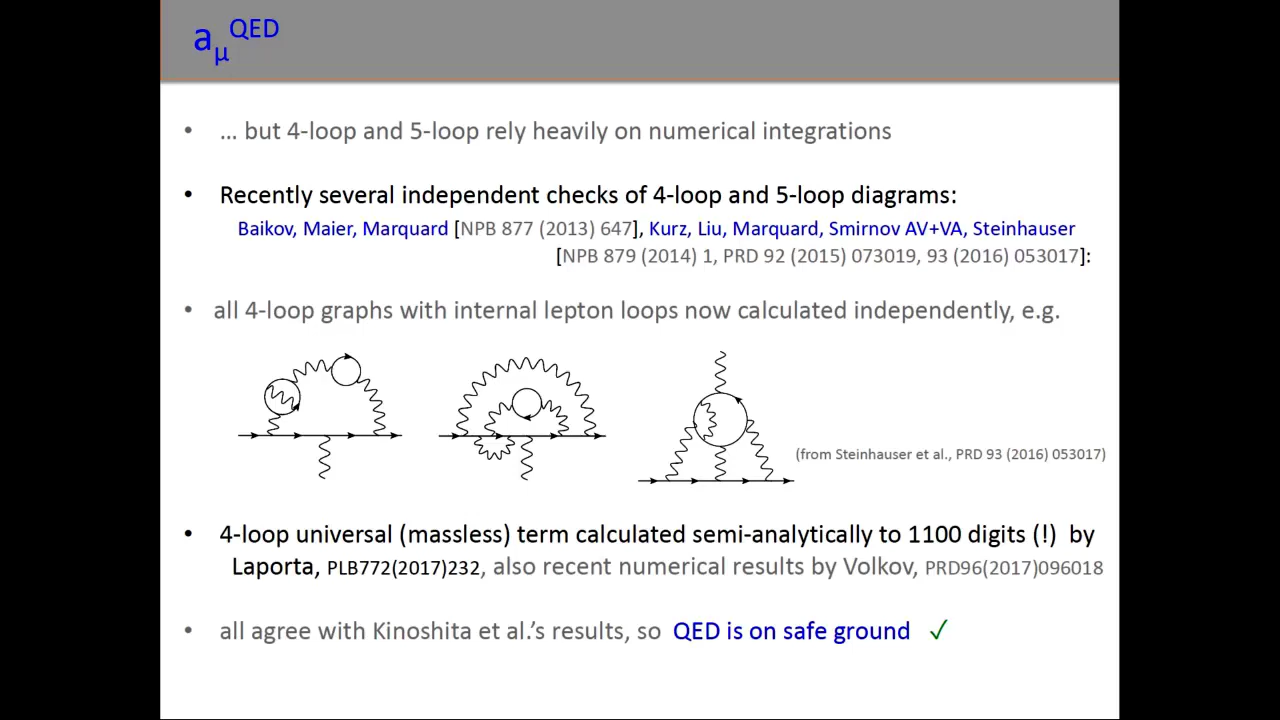 aμQED
• … but 4-loop and 5-loop rely heavily on numerical integrations
• Recently several independent checks of 4-loop and 5-loop diagrams:
Baikov, Maier, Marquard [NPB 877 (2013) 647], Kurz, Liu, Marquard, Smirnov AV+VA, Steinhauser
[NPB 879 (2014) 1, PRD 92 (2015) 073019, 93 (2016) 053017]:
• all 4-loop graphs with internal lepton loops now calculated independently, e.g.
(from Steinhauser et al., PRD 93 (2016) 053017)
• 4-loop universal (massless) term calculated semi-analytically to 1100 digits (!) by
Laporta, PLB772(2017)232, also recent numerical results by Volkov, PRD96(2017)096018
• all agree with Kinoshita et al.’s results, so QED is on safe ground ✓